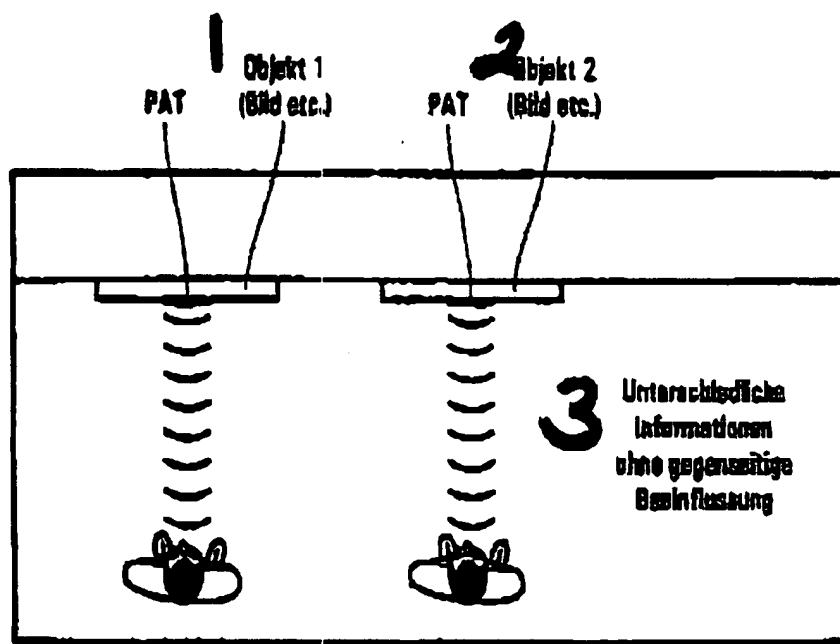 1
Objekt 1
(Bild etc.)
PAT
2
Objekt 2
(Bild etc.)
PAT
3
Unterschiedliche
Informationen
ohne gegenseitige
Beeinflussung